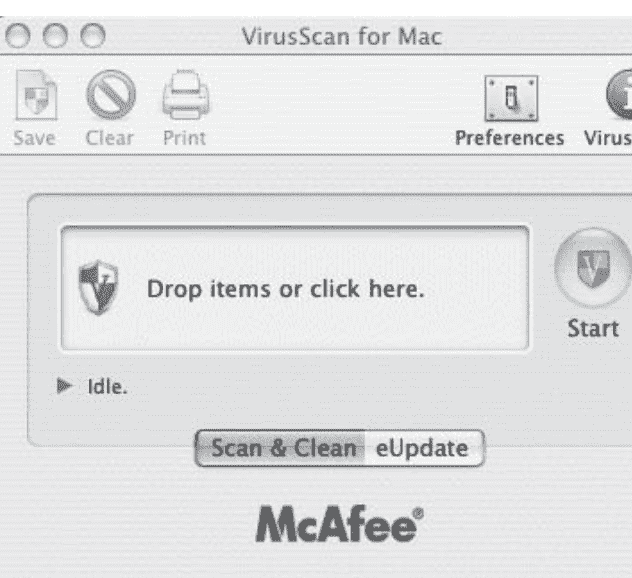 VirusScan for Mac
Save Clear Print Preferences Virus
Drop items or click here.
Start
Idle.
Scan & Clean eUpdate
McAfee®